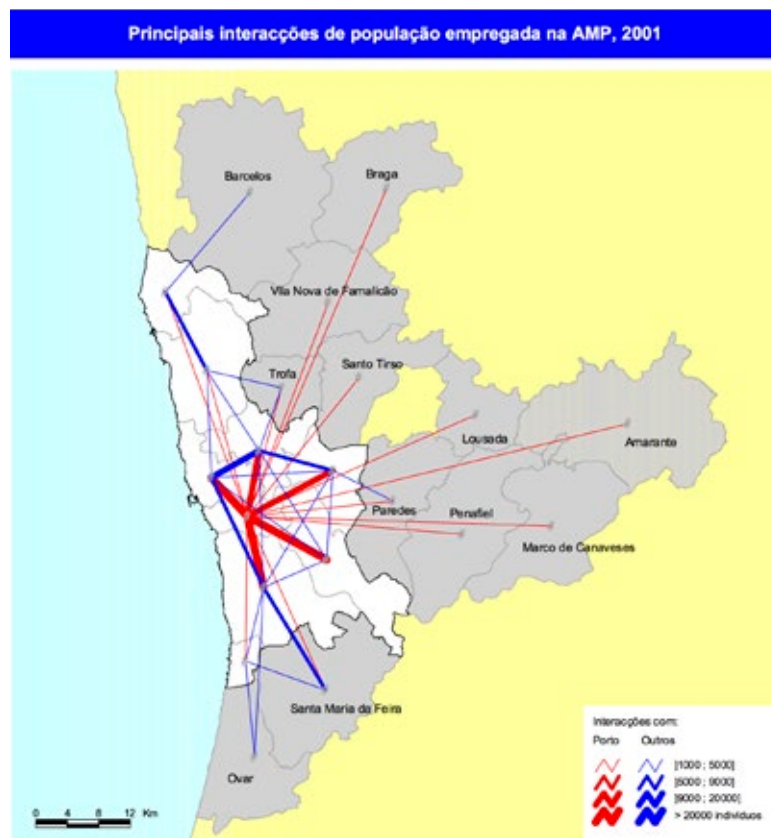 Principais interacções de população empregada na AMP, 2001
Barcelos
Braga
Vila Nova de Famalicão
Santo Tirso
Trofa
Lousada
Amarante
Paredes
Penafiel
Marco de Canaveses
Santa Maria da Feira
Ovar
Interacções com:
Porto Outros
[1000 ; 5000]
]5000 ; 9000]
]9000 ; 20000[
> 20000 indivíduos
0 4 8 12 Km